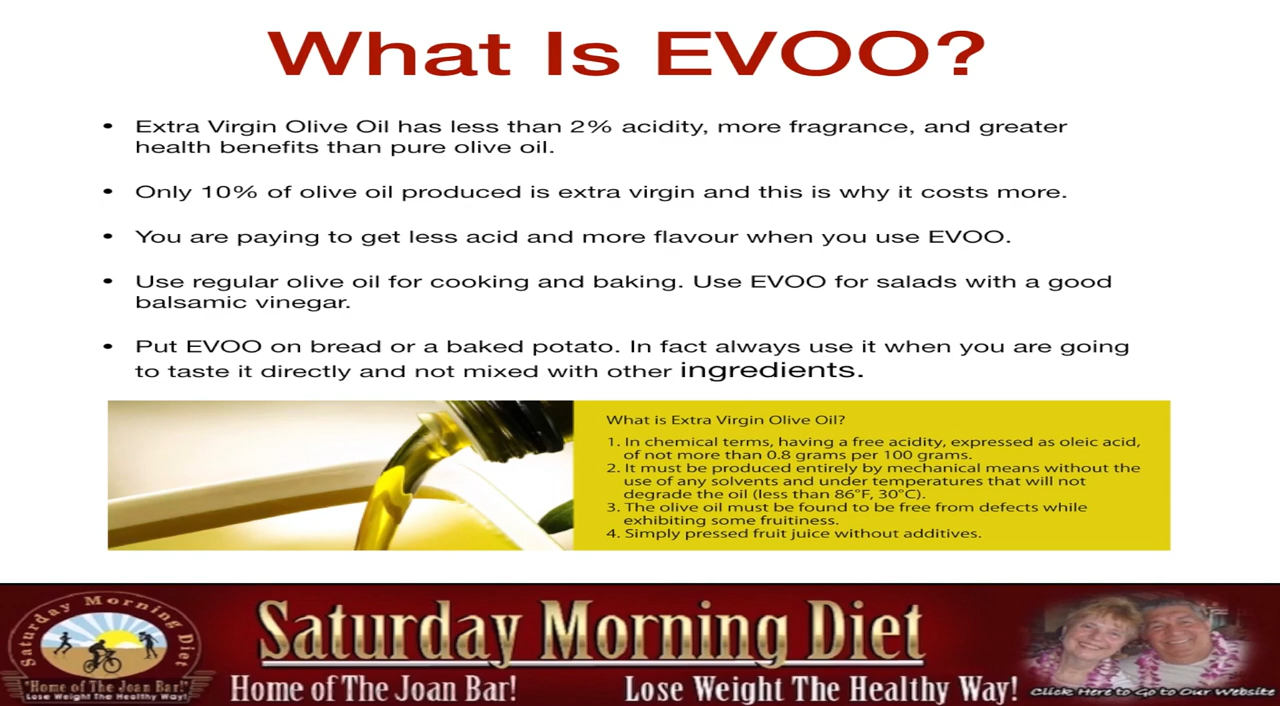 What Is EVOO?
• Extra Virgin Olive Oil has less than 2% acidity, more fragrance, and greater
health benefits than pure olive oil.
• Only 10% of olive oil produced is extra virgin and this is why it costs more.
• You are paying to get less acid and more flavour when you use EVOO.
• Use regular olive oil for cooking and baking. Use EVOO for salads with a good
balsamic vinegar.
• Put EVOO on bread or a baked potato. In fact always use it when you are going
to taste it directly and not mixed with other ingredients.
What is Extra Virgin Olive Oil?
1. In chemical terms, having a free acidity, expressed as oleic acid,
of not more than 0.8 grams per 100 grams.
2. It must be produced entirely by mechanical means without the
use of any solvents and under temperatures that will not
degrade the oil (less than 86°F, 30°C).
3. The olive oil must be found to be free from defects while
exhibiting some fruitiness.
4. Simply pressed fruit juice without additives.
Saturday Morning Diet
"Home of The Joan Bar!"
Lose Weight The Healthy Way!
Saturday Morning Diet
Home of The Joan Bar! Lose Weight The Healthy Way!
Click Here to Go to Our Website